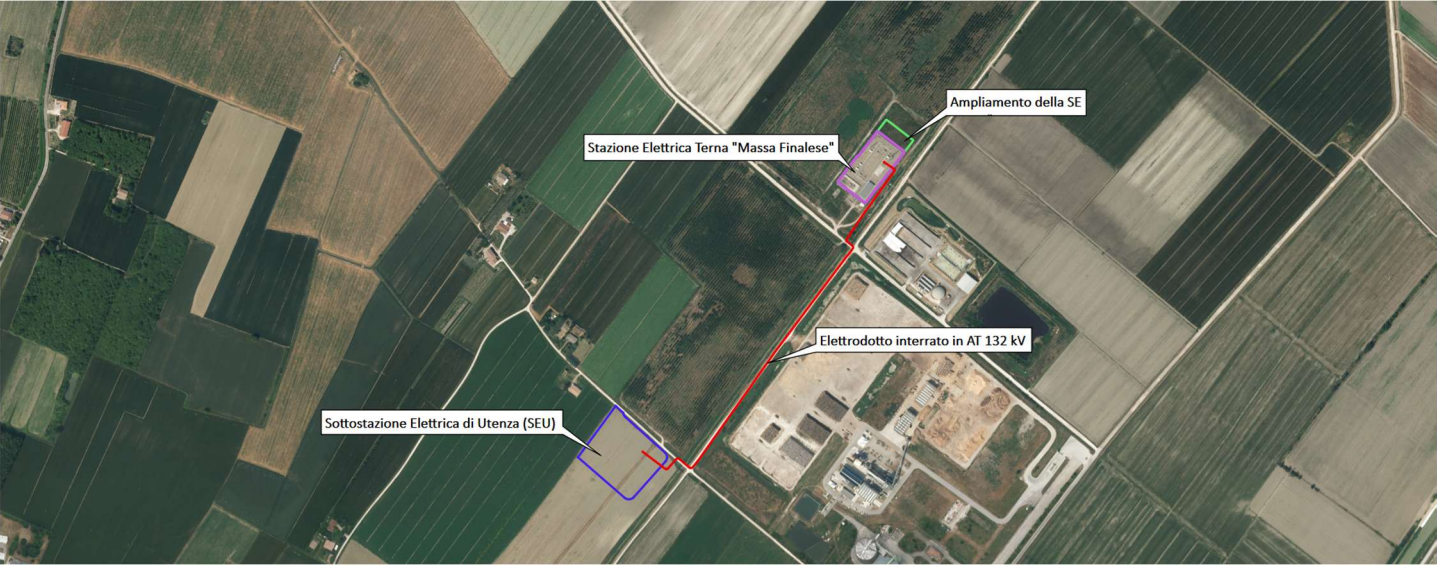 Ampliamento della SE
Stazione Elettrica Terna "Massa Finalese"
Elettrodotto interrato in AT 132 kV
Sottostazione Elettrica di Utenza (SEU)